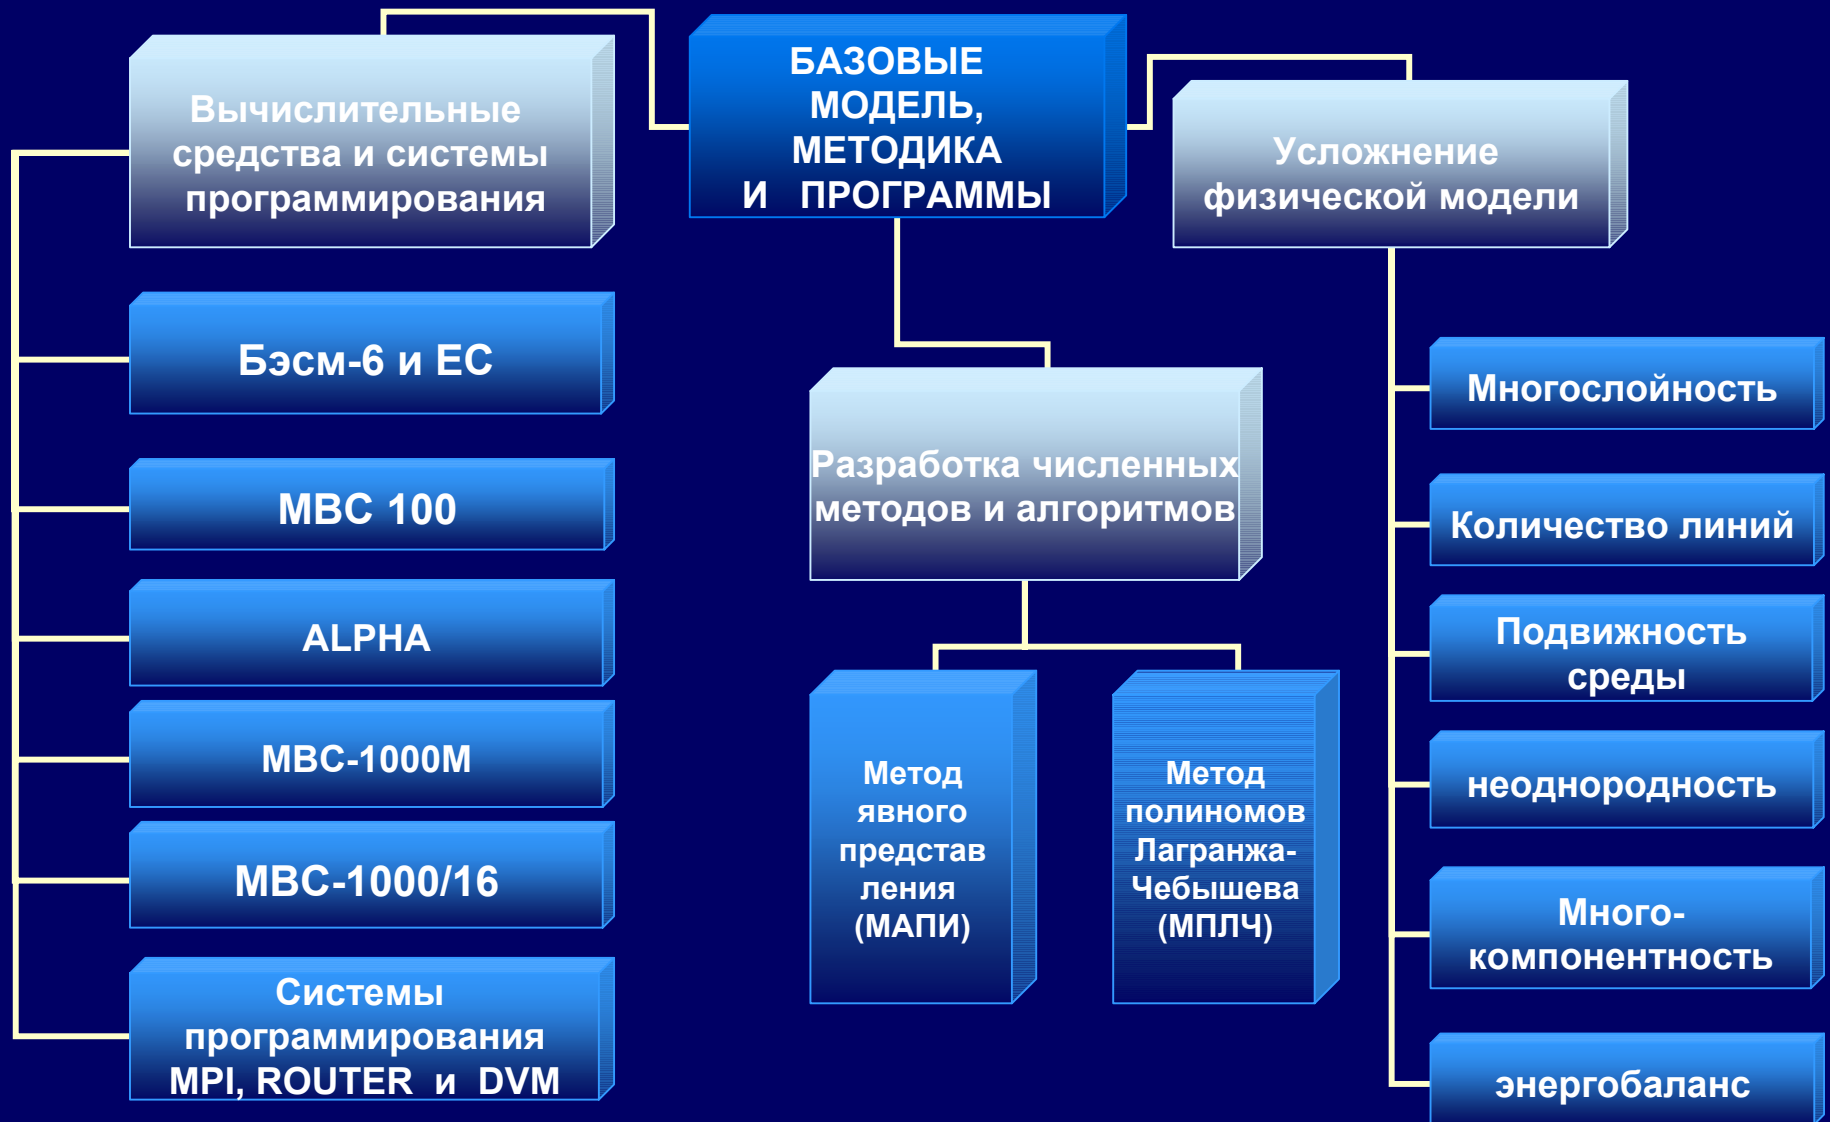 БАЗОВЫЕ
МОДЕЛЬ,
МЕТОДИКА
И ПРОГРАММЫ
Вычислительные
средства и системы
программирования
Бэсм-6 и ЕС
МВС 100
ALPHA
МВС-1000М
МВС-1000/16
Системы
программирования
MPI, ROUTER и DVM
Разработка численных
методов и алгоритмов
Метод
явного
представ
ления
(МАПИ)
Метод
полиномов
Лагранжа-
Чебышева
(МПЛЧ)
Усложнение
физической модели
Многослойность
Количество линий
Подвижность
среды
неоднородность
Много-
компонентность
энергобаланс